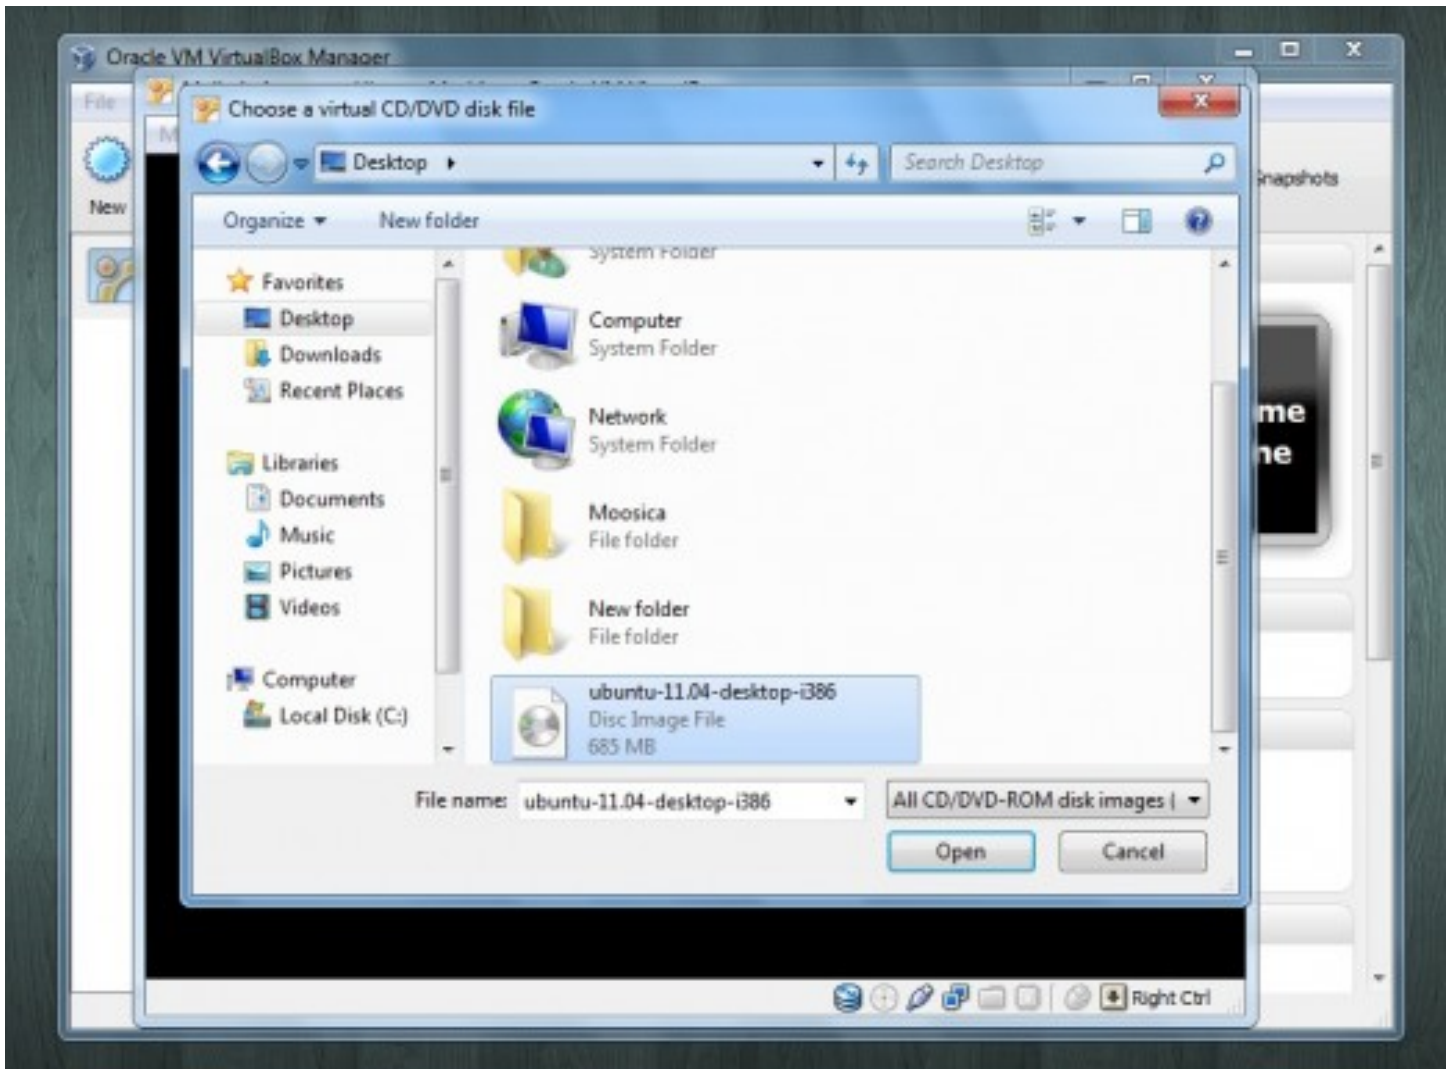 Oracle VM VirtualBox Manager
File
Choose a virtual CD/DVD disk file
Desktop
Search Desktop
Snapshots
New
Organize
New folder
Favorites
Desktop
Downloads
Recent Places
Libraries
Documents
Music
Pictures
Videos
Computer
Local Disk (C:)
System Folder
Computer
System Folder
Network
System Folder
Moosica
File folder
New folder
File folder
ubuntu-11.04-desktop-i386
Disc Image File
685 MB
File name:
ubuntu-11.04-desktop-i386
All CD/DVD-ROM disk images (
Open
Cancel
Right Ctrl